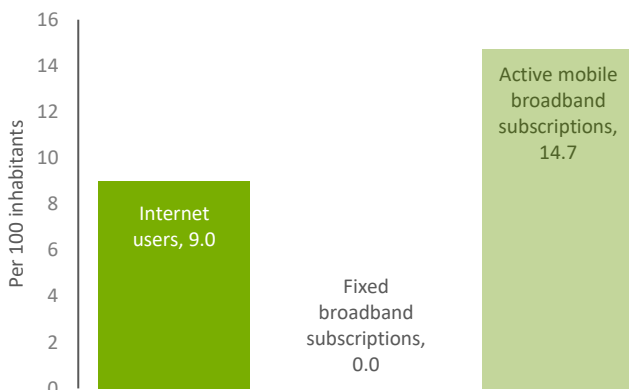 16
14
12
10
8
6
4
2
0
Per 100 inhabitants
Internet
users, 9.0
Fixed
broadband
subscriptions,
0.0
Active mobile
broadband
subscriptions,
14.7